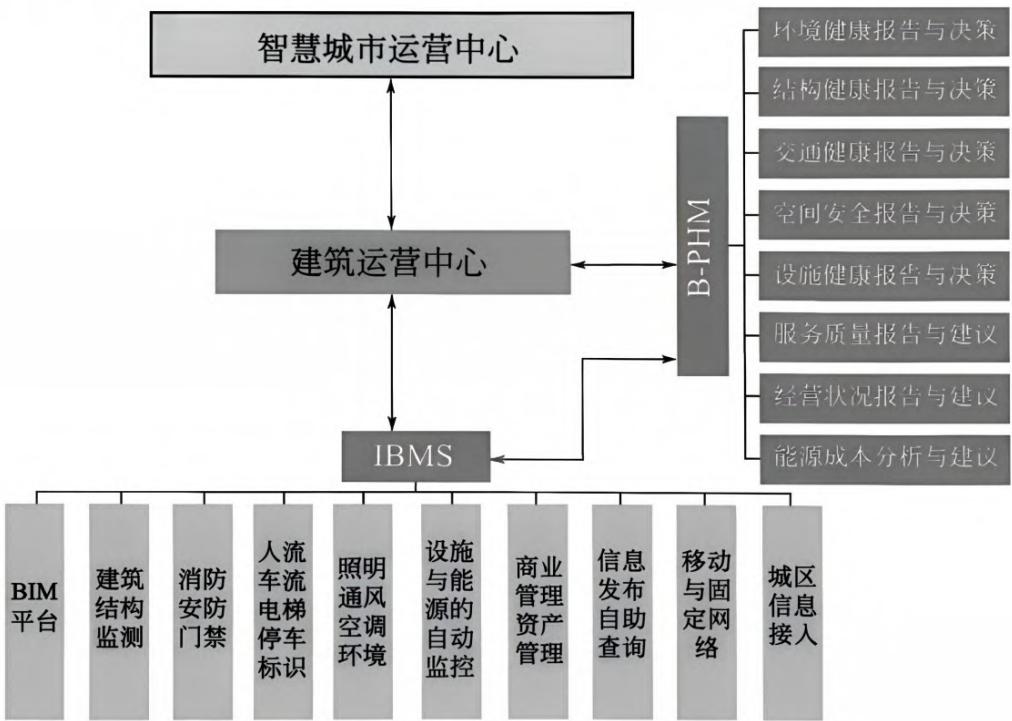 智慧城市运营中心
环境健康报告与决策
结构健康报告与决策
交通健康报告与决策
空间安全报告与决策
设施健康报告与决策
服务质量报告与建议
经营状况报告与建议
能源成本分析与建议
B-PHM
建筑运营中心
IBMS
BIM
平台
建筑
结构
监测
消防
安防
门禁
人流
车流
电梯
停车
标识
照明
通风
空调
环境
设施
与能
源的
自动
监控
商业
管理
资产
管理
信息
发布
自助
查询
移动
与固
定网
络
城区
信息
接入